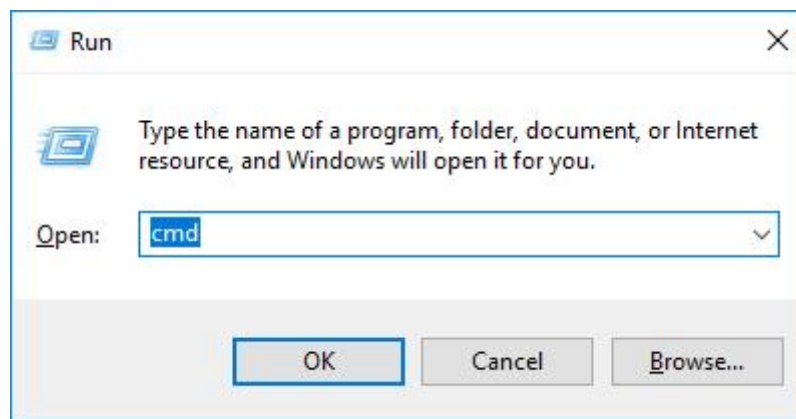 Run
Type the name of a program, folder, document, or Internet
resource, and Windows will open it for you.
Open: cmd
OK Cancel Browse...